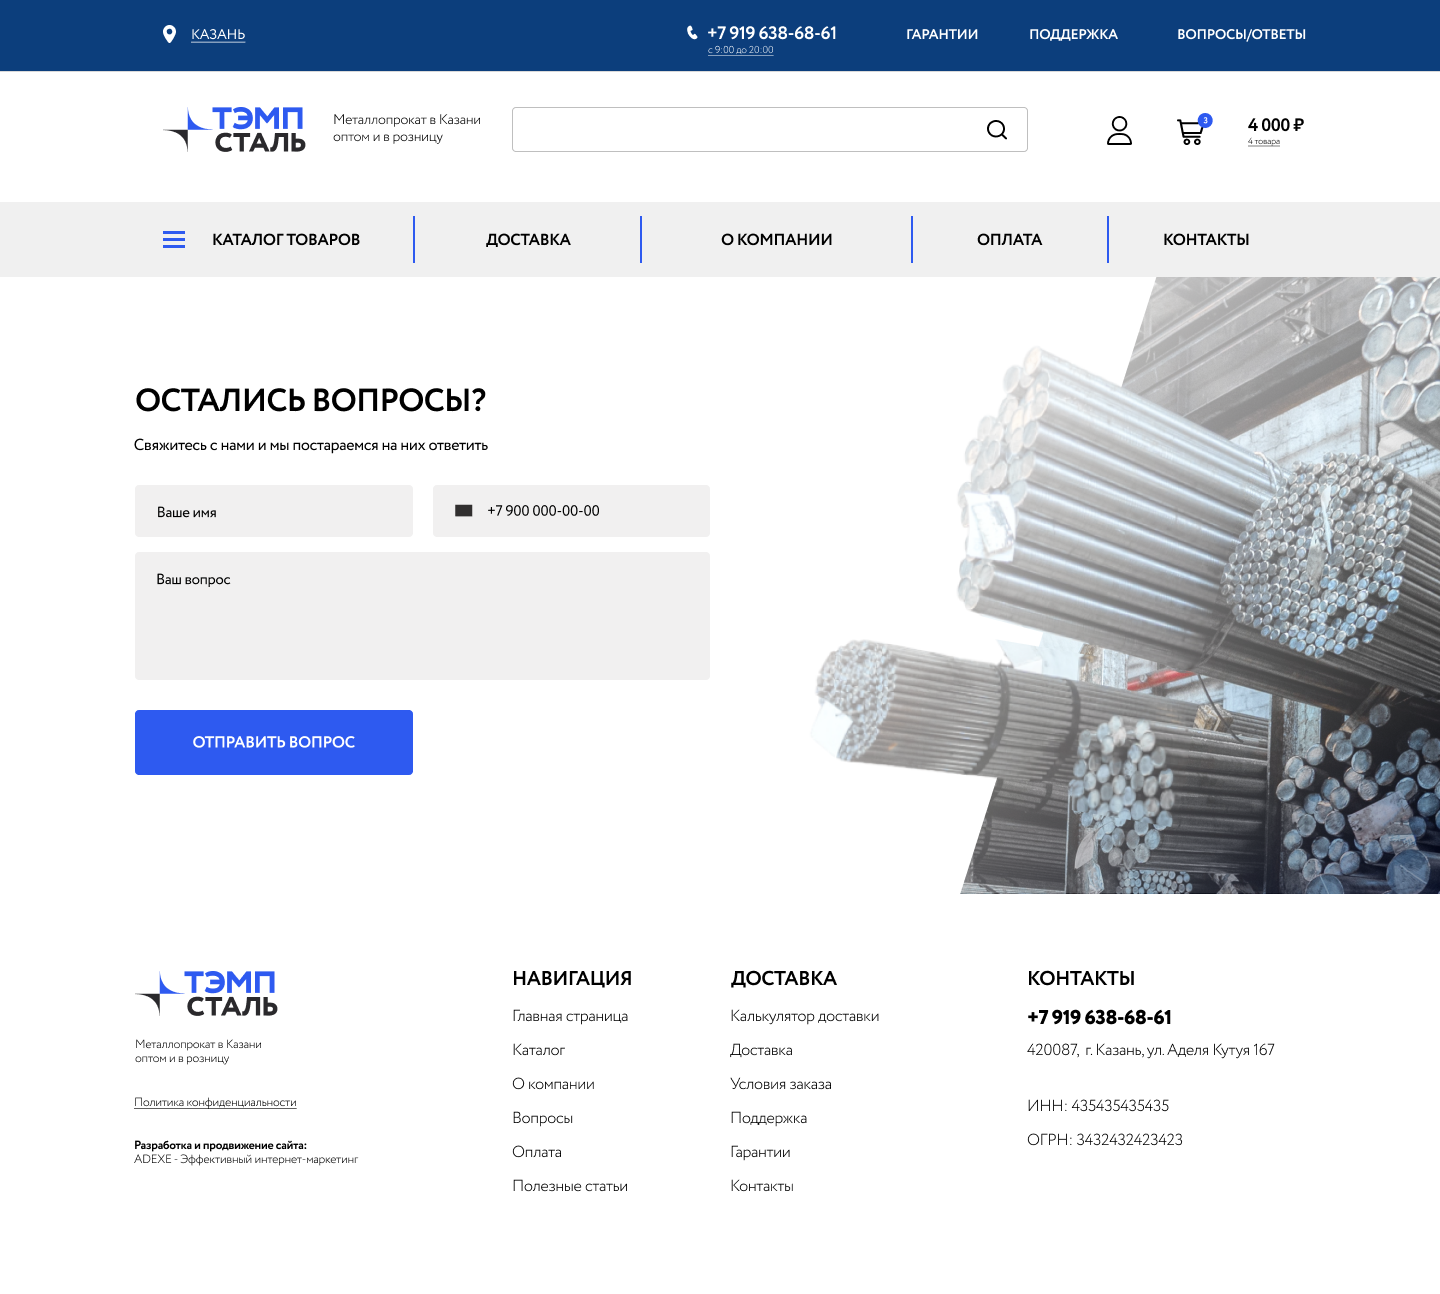 КАЗАНЬ
+7 919 638-68-61
с 9:00 до 20:00
ГАРАНТИИ
ПОДДЕРЖКА
ВОПРОСЫ/ОТВЕТЫ
ТЭМП
СТАЛЬ
Металлопрокат в Казани
оптом и в розницу
3
4 000 ₽
4 товара
КАТАЛОГ ТОВАРОВ
ДОСТАВКА
О КОМПАНИИ
ОПЛАТА
КОНТАКТЫ
ОСТАЛИСЬ ВОПРОСЫ?
Свяжитесь с нами и мы постараемся на них ответить
Ваше имя
+7 900 000-00-00
Ваш вопрос
ОТПРАВИТЬ ВОПРОС
ТЭМП
СТАЛЬ
Металлопрокат в Казани
оптом и в розницу
Политика конфиденциальности
Разработка и продвижение сайта:
ADEXE - Эффективный интернет-маркетинг
НАВИГАЦИЯ
Главная страница
Каталог
О компании
Вопросы
Оплата
Полезные статьи
ДОСТАВКА
Калькулятор доставки
Доставка
Условия заказа
Поддержка
Гарантии
Контакты
КОНТАКТЫ
+7 919 638-68-61
420087, г. Казань, ул. Аделя Кутуя 167
ИНН: 435435435435
ОГРН: 3432432423423